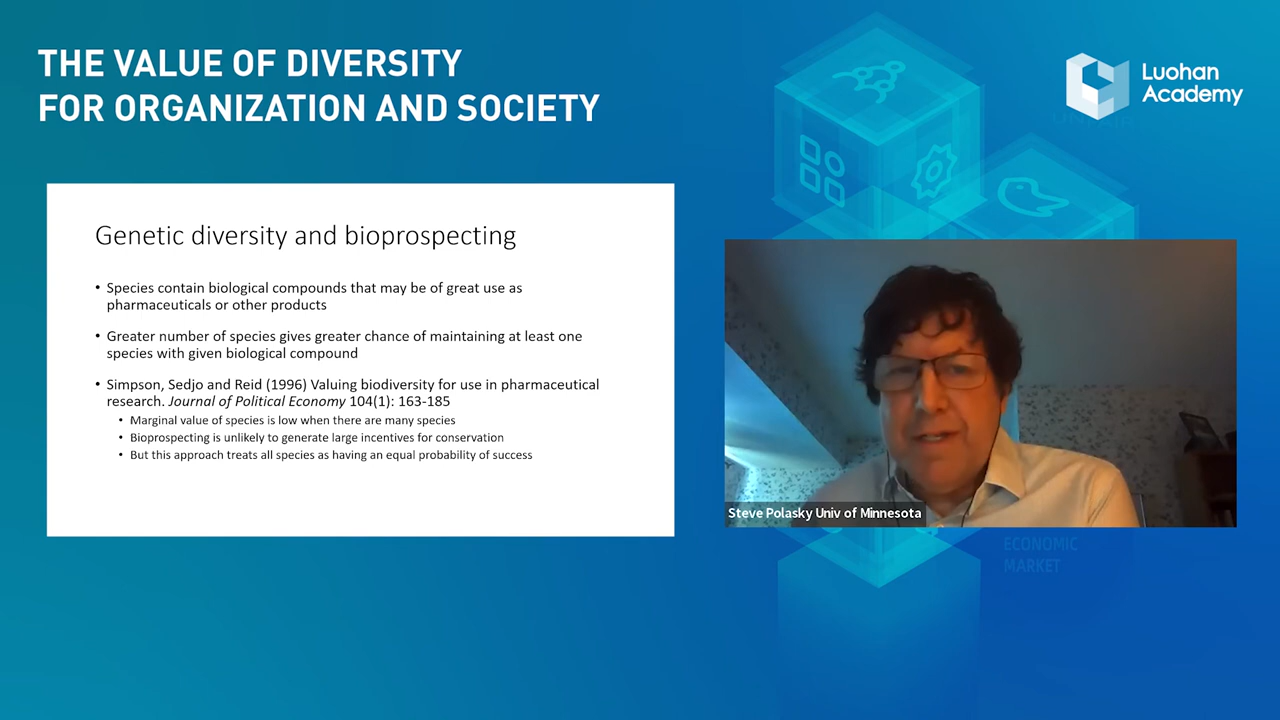 THE VALUE OF DIVERSITY
FOR ORGANIZATION AND SOCIETY
Luohan
Academy
Genetic diversity and bioprospecting
• Species contain biological compounds that may be of great use as
pharmaceuticals or other products
• Greater number of species gives greater chance of maintaining at least one
species with given biological compound
• Simpson, Sedjo and Reid (1996) Valuing biodiversity for use in pharmaceutical
research. Journal of Political Economy 104(1): 163-185
• Marginal value of species is low when there are many species
• Bioprospecting is unlikely to generate large incentives for conservation
• But this approach treats all species as having an equal probability of success
Steve Polasky Univ of Minnesota
ECONOMIC
MARKET